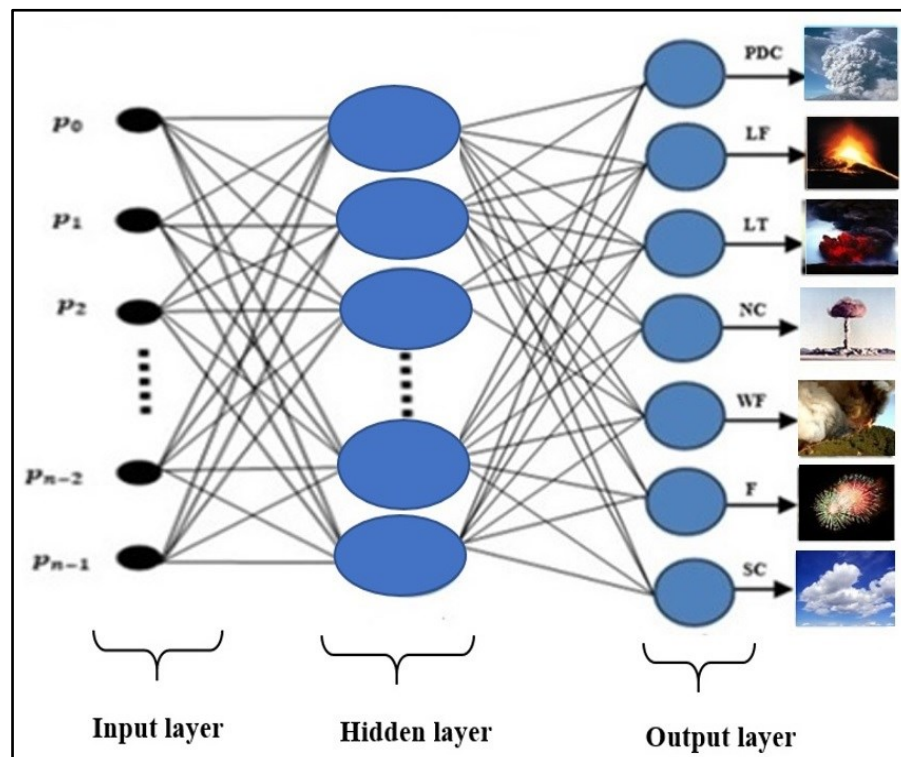 PDC
p0
LF
p1
LT
p2
NC
WF
pn−2
F
pn−1
SC
Input layer
Hidden layer
Output layer